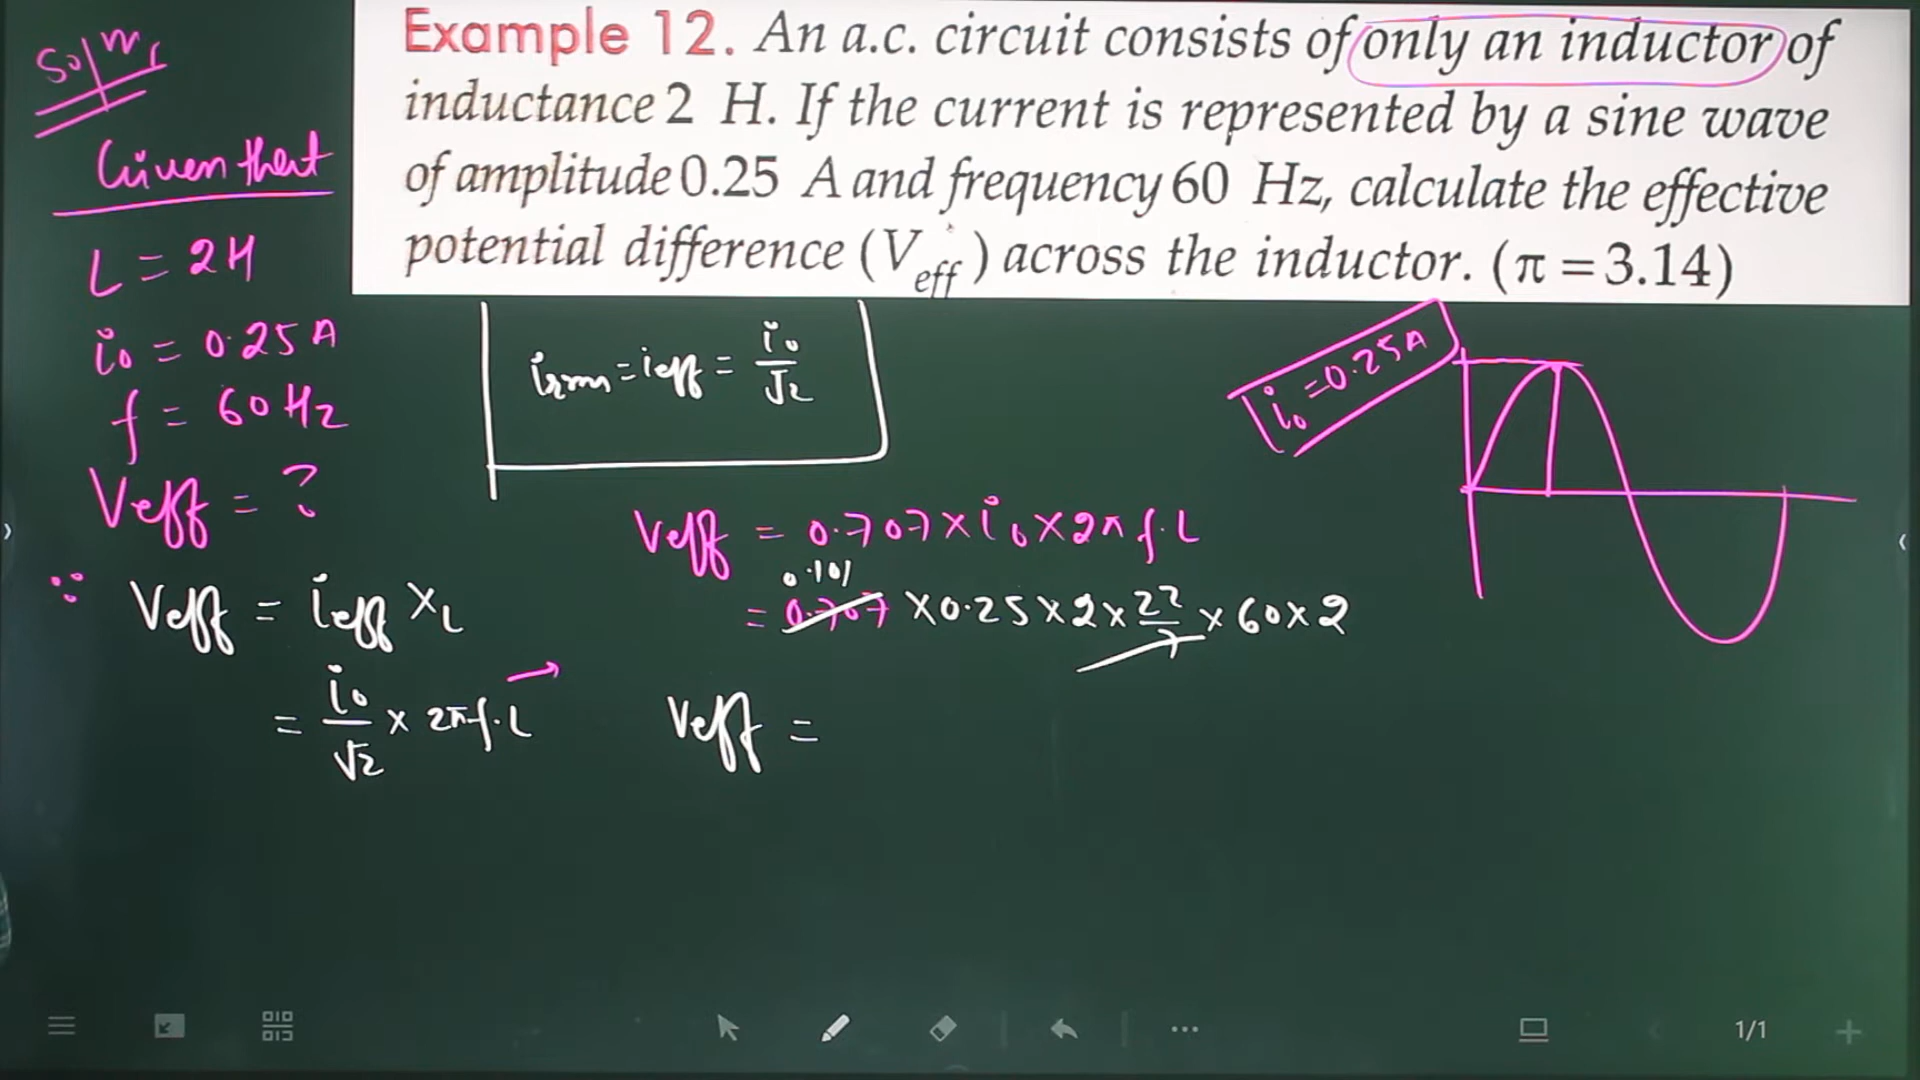 Example 12. An a.c. circuit consists of only an inductor of
inductance 2 H. If the current is represented by a sine wave
of amplitude 0.25 A and frequency 60 Hz, calculate the effective
potential difference (Veff) across the inductor. (π = 3.14)
Soln,
Given that
L = 2H
i₀ = 0.25A
f = 60Hz
Veff = ?
∵ Veff = ieff XL
= i₀/√2 × 2πf.L
irms = ieff = i₀/√2
Veff = 0.707 × i₀ × 2πf.L
0.101
= 0.707 × 0.25 × 2 × 22/7 × 60 × 2
Veff =
i₀ = 0.25A
1/1